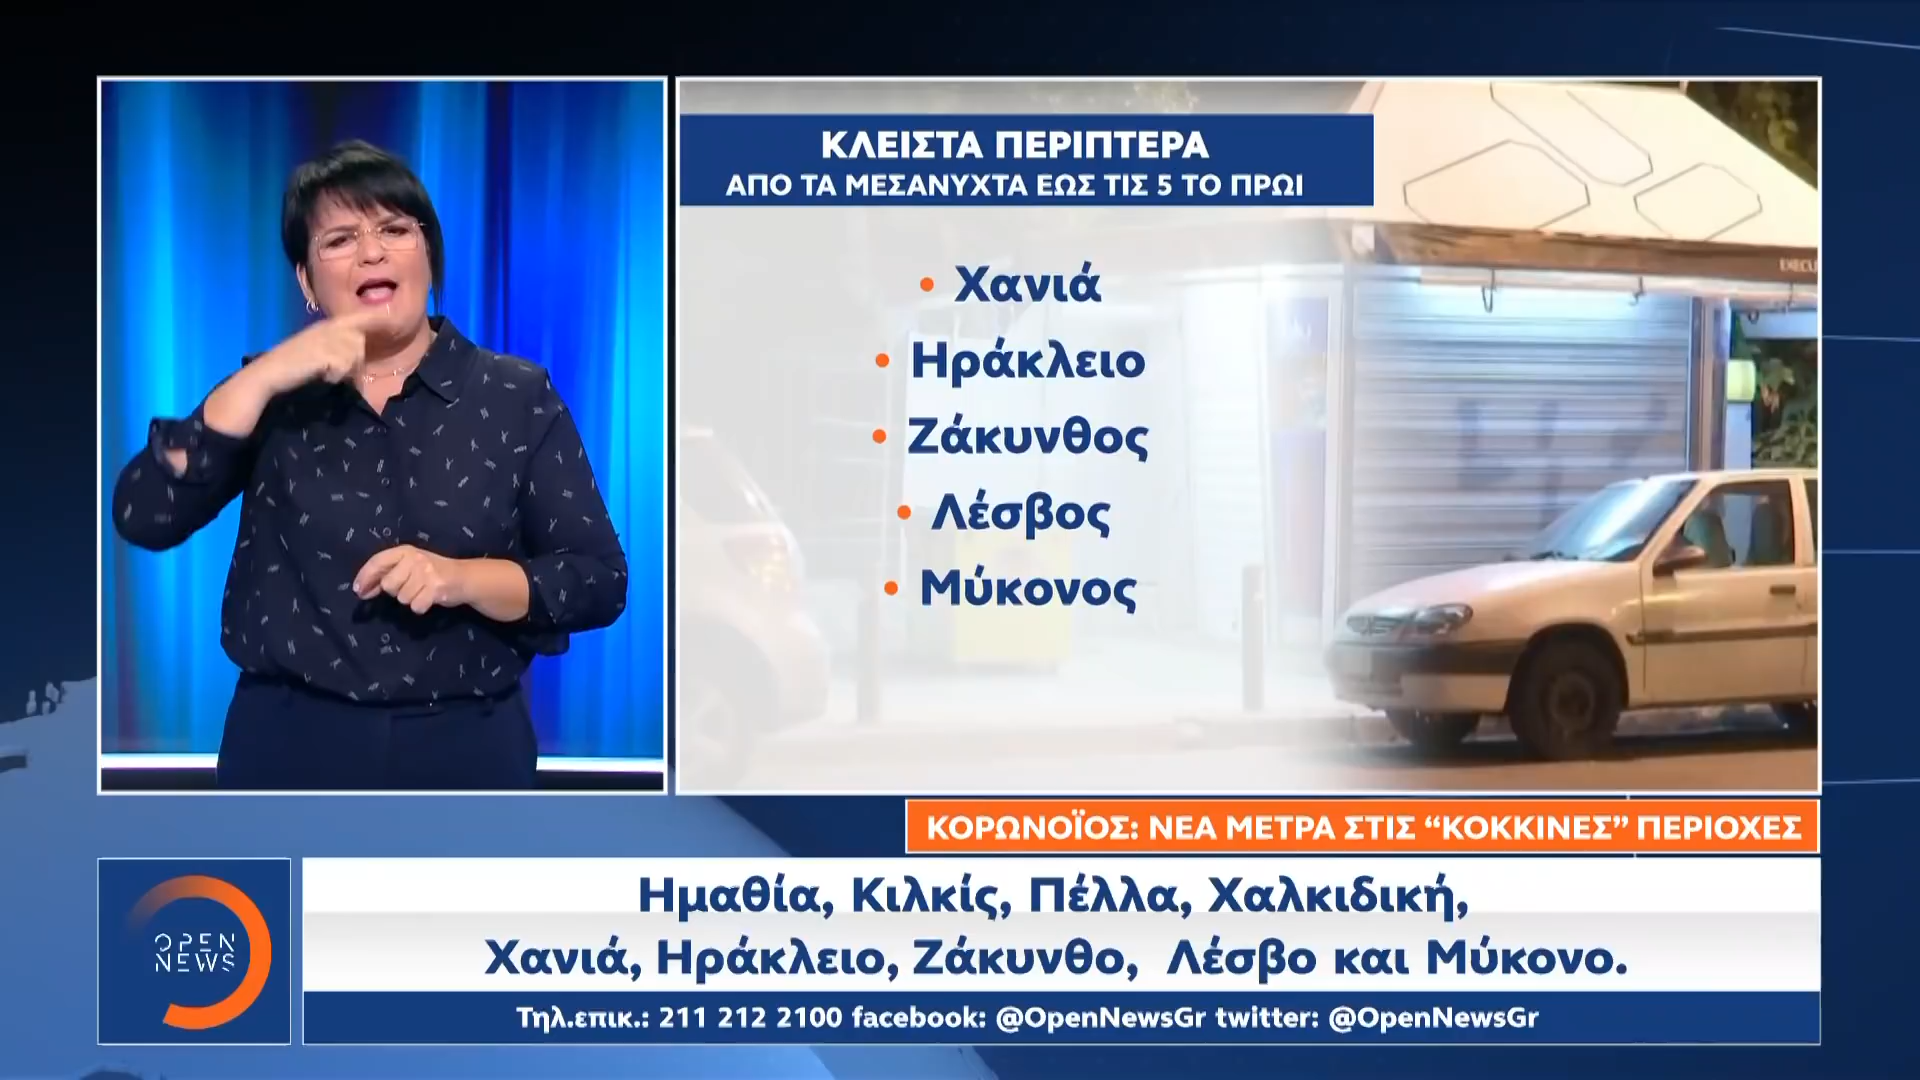 ΚΛΕΙΣΤΑ ΠΕΡΙΠΤΕΡΑ
ΑΠΟ ΤΑ ΜΕΣΑΝΥΧΤΑ ΕΩΣ ΤΙΣ 5 ΤΟ ΠΡΩΙ
• Χανιά
• Ηράκλειο
• Ζάκυνθος
• Λέσβος
• Μύκονος
ΚΟΡΩΝΟΪΟΣ: ΝΕΑ ΜΕΤΡΑ ΣΤΙΣ “ΚΟΚΚΙΝΕΣ” ΠΕΡΙΟΧΕΣ
OPEN
NEWS
Ημαθία, Κιλκίς, Πέλλα, Χαλκιδική,
Χανιά, Ηράκλειο, Ζάκυνθο, Λέσβο και Μύκονο.
Τηλ.επικ.: 211 212 2100 facebook: @OpenNewsGr twitter: @OpenNewsGr